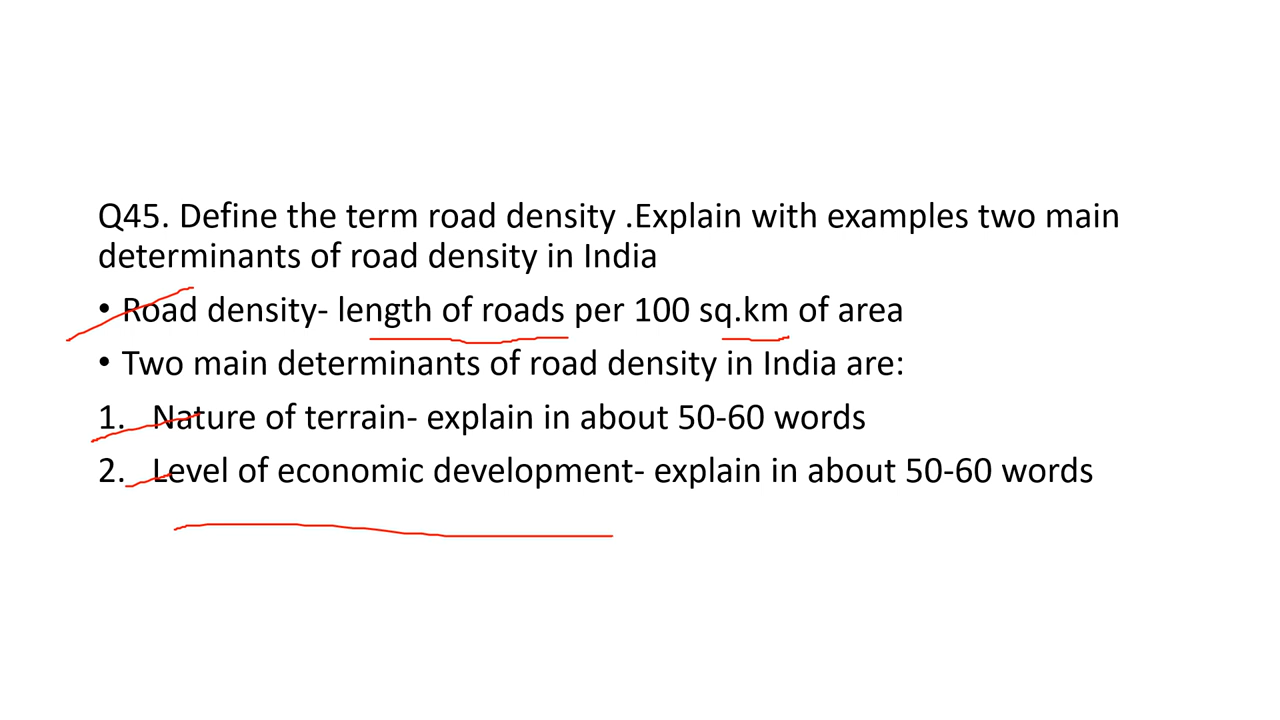 Q45. Define the term road density .Explain with examples two main
determinants of road density in India
• Road density- length of roads per 100 sq.km of area
• Two main determinants of road density in India are:
1. Nature of terrain- explain in about 50-60 words
2. Level of economic development- explain in about 50-60 words